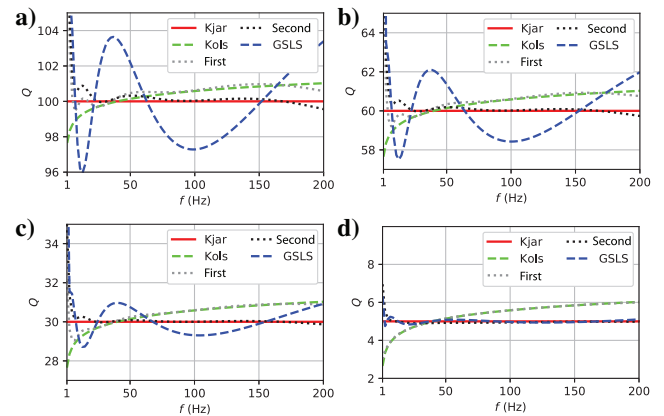 a)
104
102
100
98
96
Q
Kjar
Kols
First
Second
GSLS
1 50 100 150 200
f (Hz)
b)
64
62
60
58
Q
Kjar
Kols
First
Second
GSLS
1 50 100 150 200
f (Hz)
c)
34
32
30
28
Q
Kjar
Kols
First
Second
GSLS
1 50 100 150 200
f (Hz)
d)
8
6
4
2
Q
Kjar
Kols
First
Second
GSLS
1 50 100 150 200
f (Hz)